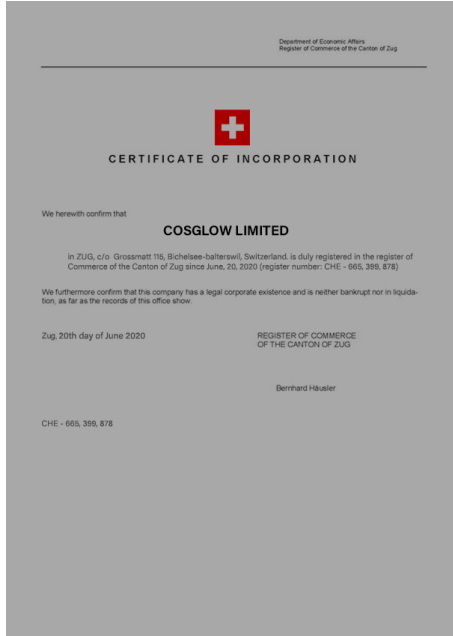 Department of Economic Affairs
Register of Commerce of the Canton of Zug
CERTIFICATE OF INCORPORATION
We herewith confirm that
COSGLOW LIMITED
in ZUG, c/o Grossmatt 115, Bichelsee-balterswil, Switzerland. is duly registered in the register of
Commerce of the Canton of Zug since June, 20, 2020 (register number: CHE - 665, 399, 878)
We furthermore confirm that this company has a legal corporate existence and is neither bankrupt nor in liquida-
tion, as far as the records of this office show.
Zug, 20th day of June 2020
REGISTER OF COMMERCE
OF THE CANTON OF ZUG
Bernhard Häusler
CHE - 665, 399, 878